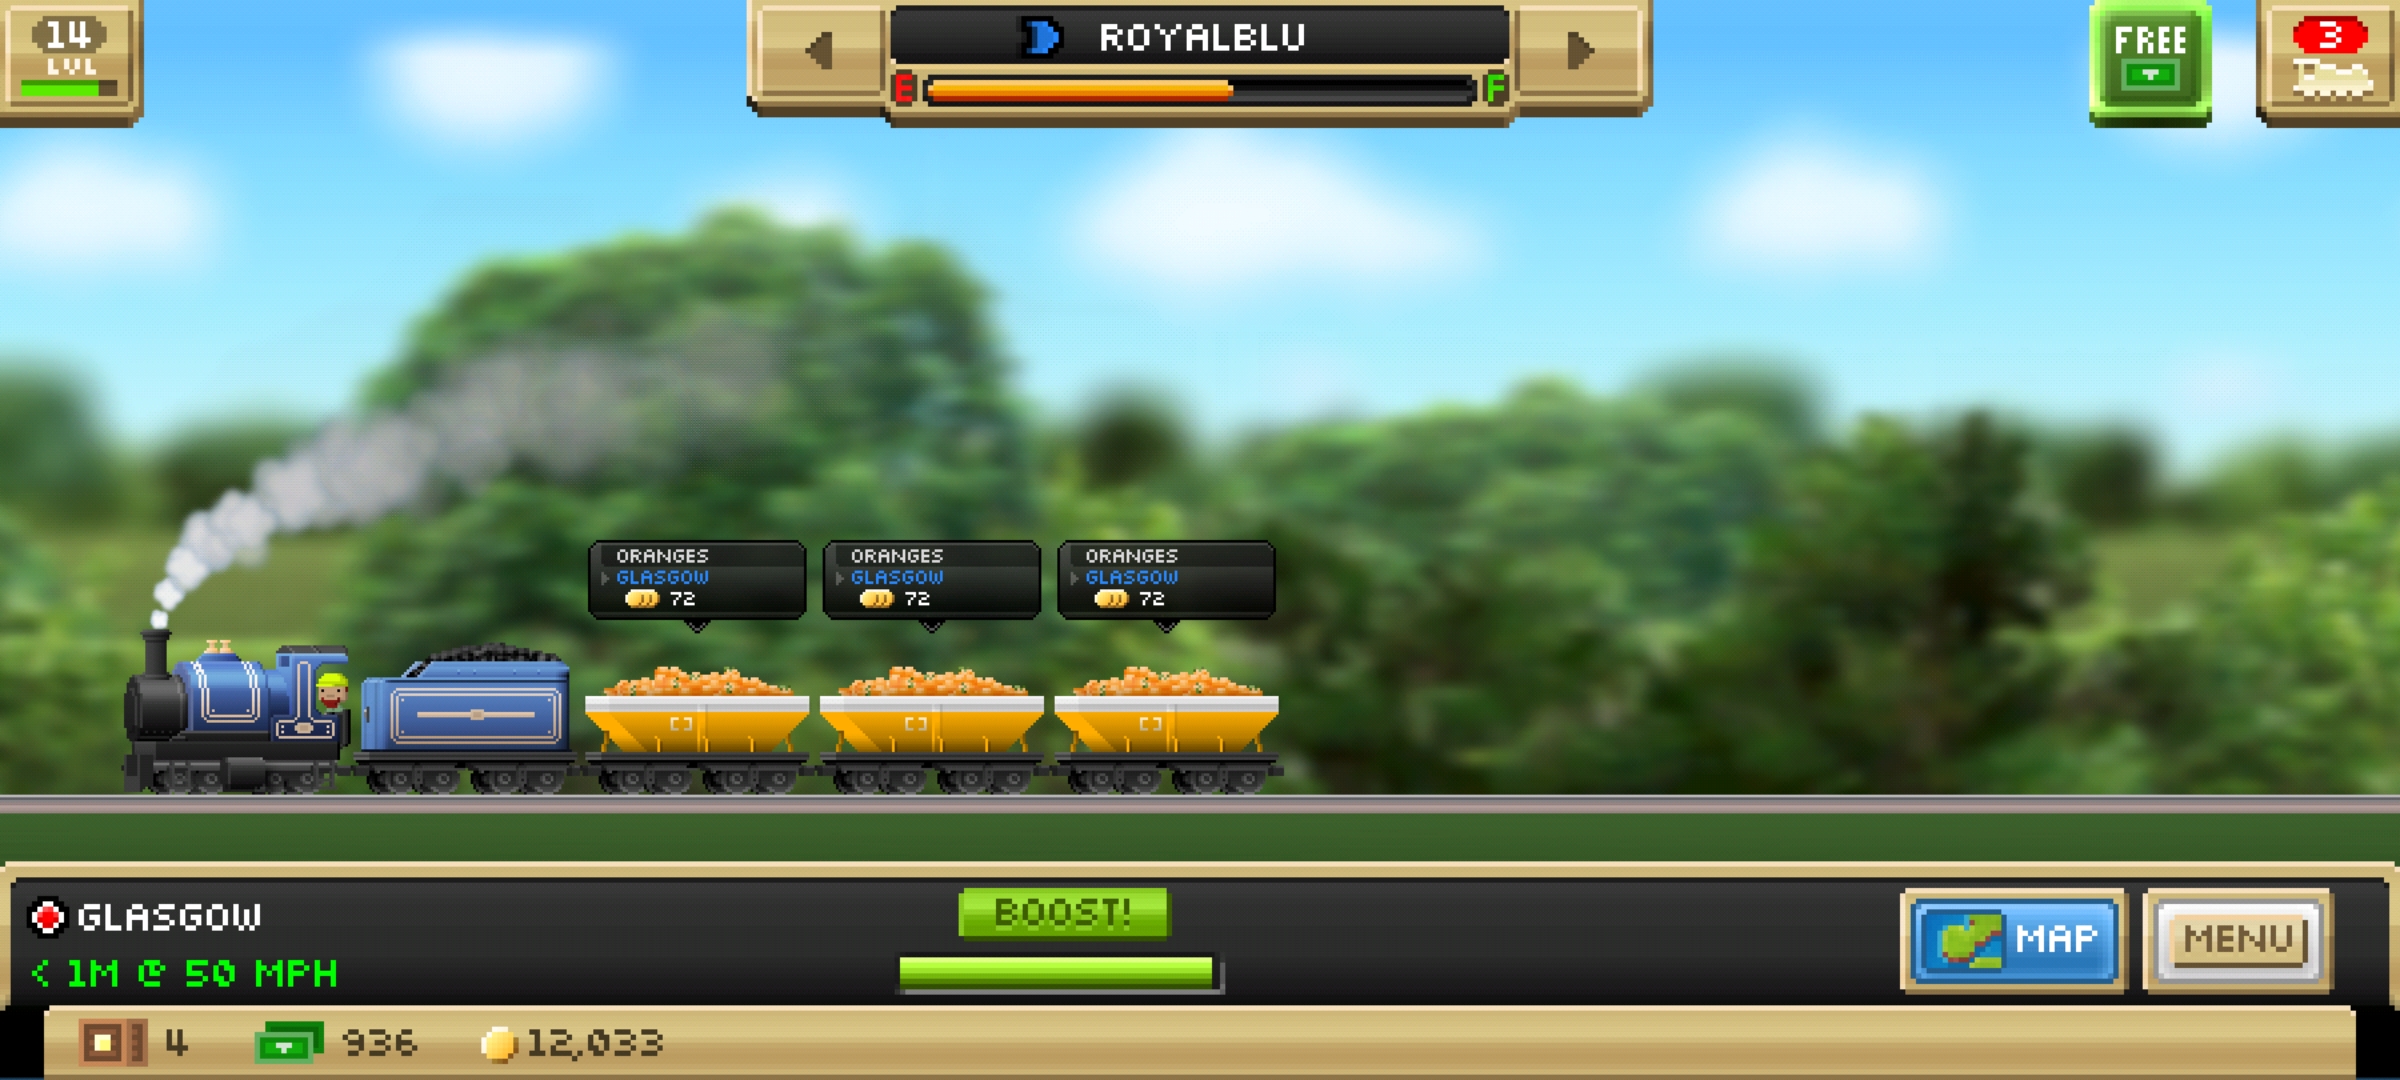 14
LVL
ROYALBLU
E
F
FREE
3
ORANGES
GLASGOW
72
ORANGES
GLASGOW
72
ORANGES
GLASGOW
72
GLASGOW
< 1M @ 50 MPH
BOOST!
MAP
MENU
4
936
12,033